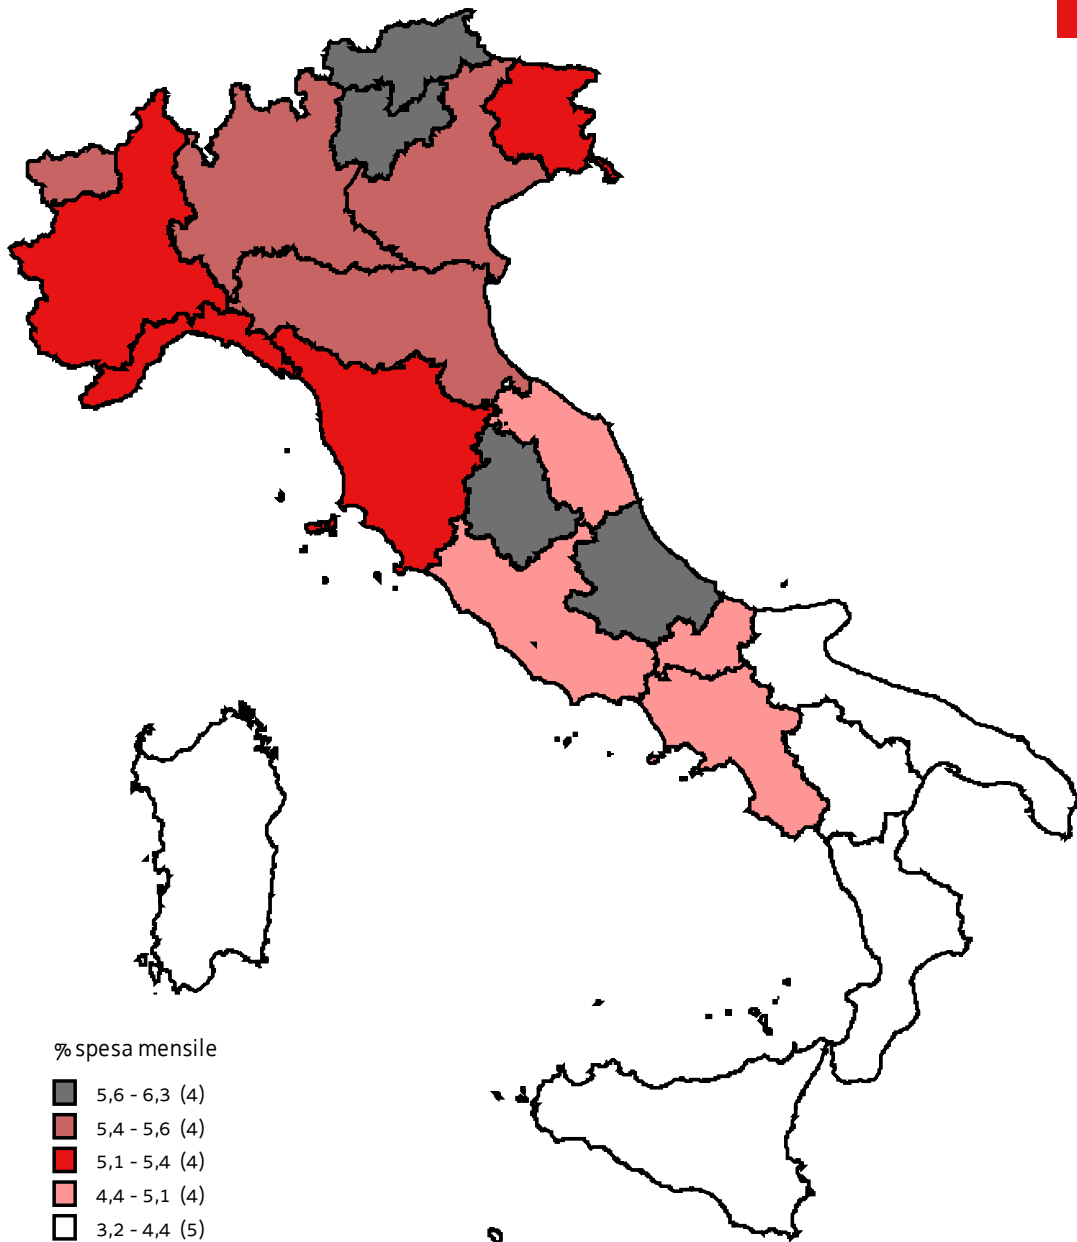 % spesa mensile
5,6 - 6,3 (4)
5,4 - 5,6 (4)
5,1 - 5,4 (4)
4,4 - 5,1 (4)
3,2 - 4,4 (5)